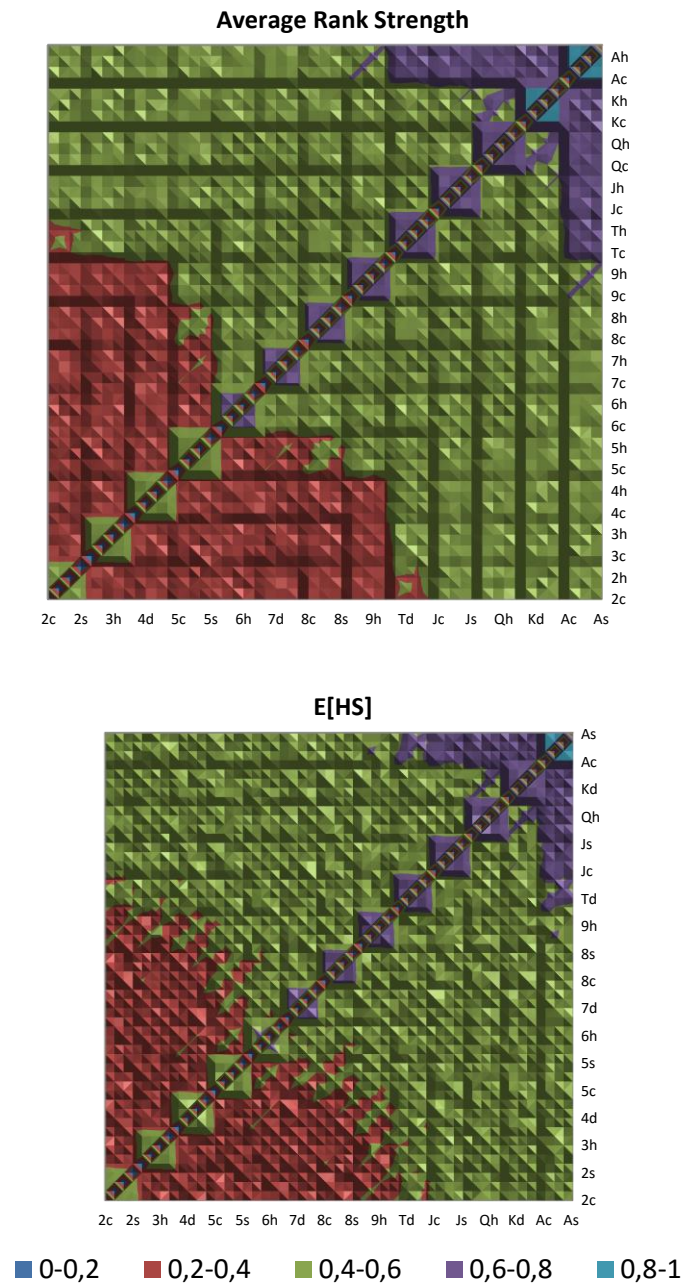 Average Rank Strength
Ah
Ac
Kh
Kc
Qh
Qc
Jh
Jc
Th
Tc
9h
9c
8h
8c
7h
7c
6h
6c
5h
5c
4h
4c
3h
3c
2h
2c
2c 2s 3h 4d 5c 5s 6h 7d 8c 8s 9h Td Jc Js Qh Kd Ac As
E[HS]
As
Ac
Kd
Qh
Js
Jc
Td
9h
8s
8c
7d
6h
5s
5c
4d
3h
2s
2c
2c 2s 3h 4d 5c 5s 6h 7d 8c 8s 9h Td Jc Js Qh Kd Ac As
0-0,2 0,2-0,4 0,4-0,6 0,6-0,8 0,8-1